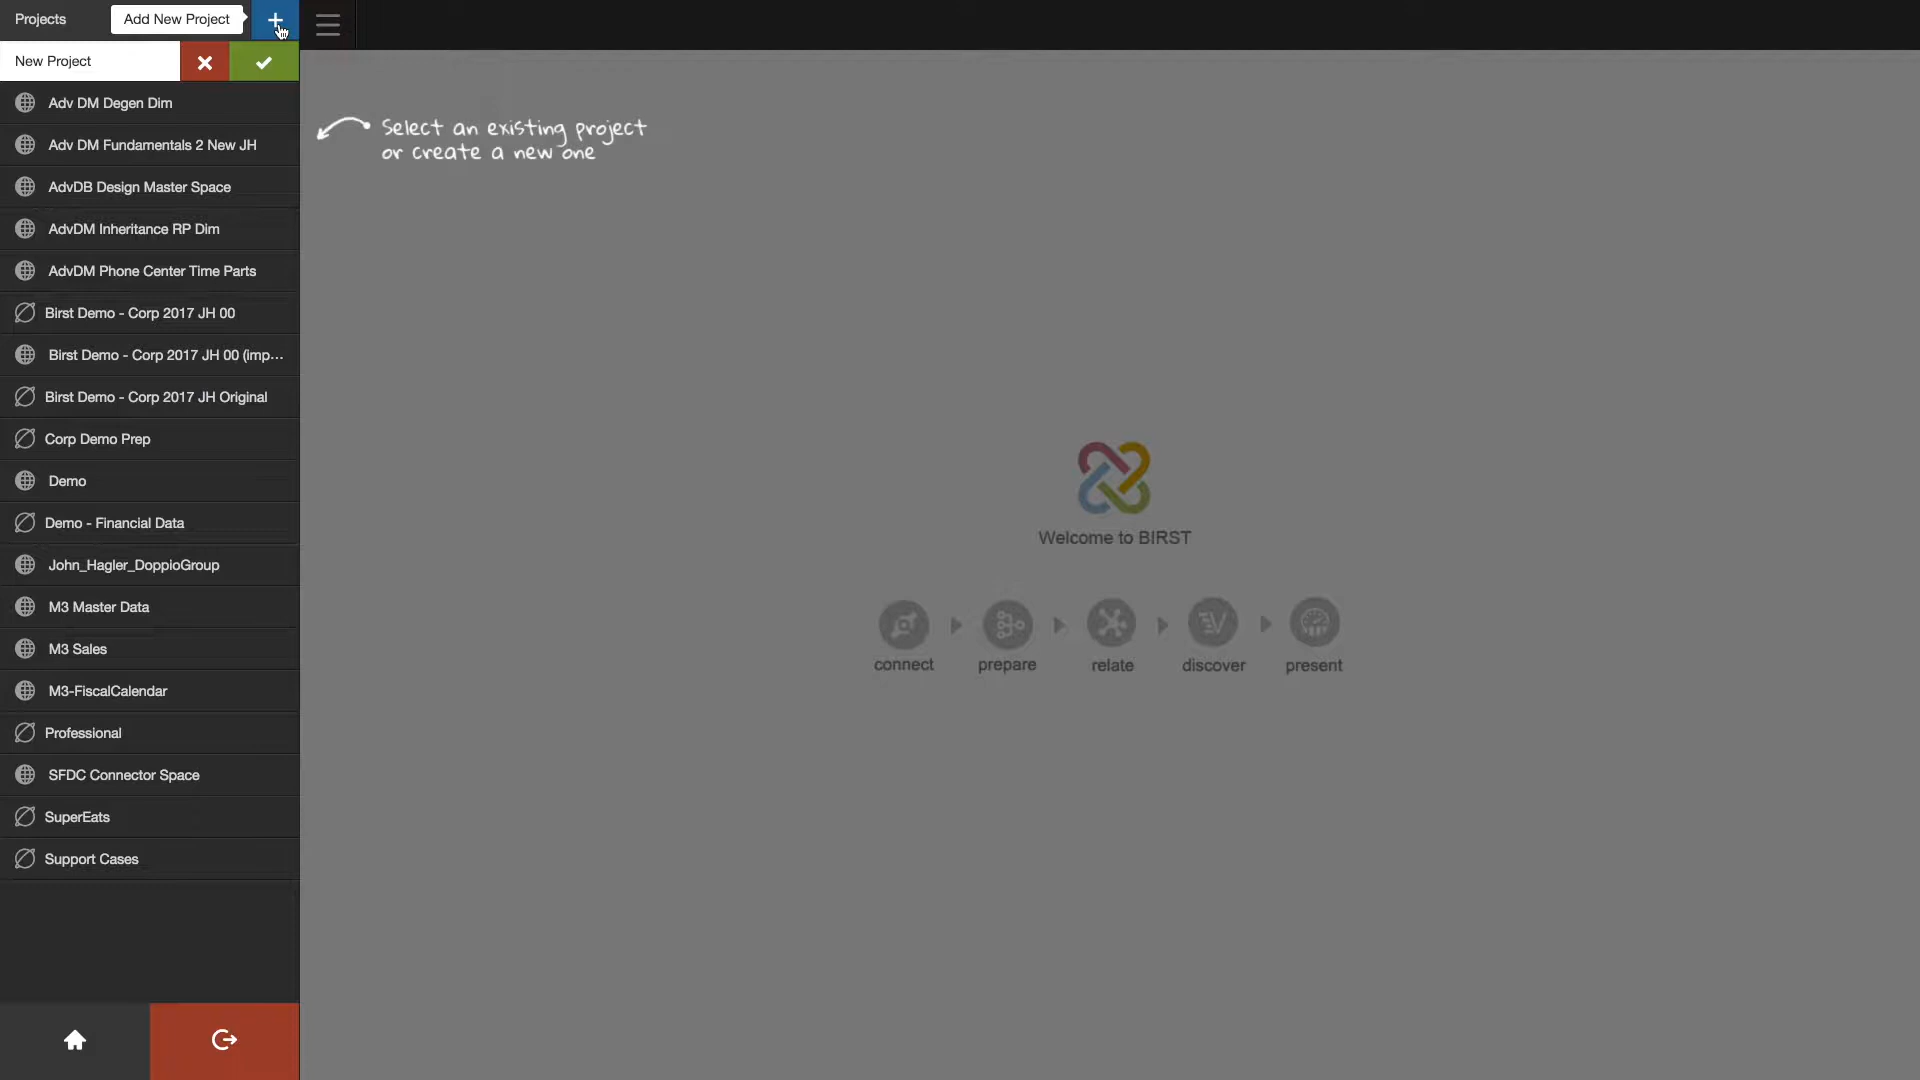 Projects
Add New Project
New Project
Adv DM Degen Dim
Adv DM Fundamentals 2 New JH
AdvDB Design Master Space
AdvDM Inheritance RP Dim
AdvDM Phone Center Time Parts
Birst Demo - Corp 2017 JH 00
Birst Demo - Corp 2017 JH 00 (imp...
Birst Demo - Corp 2017 JH Original
Corp Demo Prep
Demo
Demo - Financial Data
John_Hagler_DoppioGroup
M3 Master Data
M3 Sales
M3-FiscalCalendar
Professional
SFDC Connector Space
SuperEats
Support Cases
Select an existing project
or create a new one
Welcome to BIRST
connect prepare relate discover present